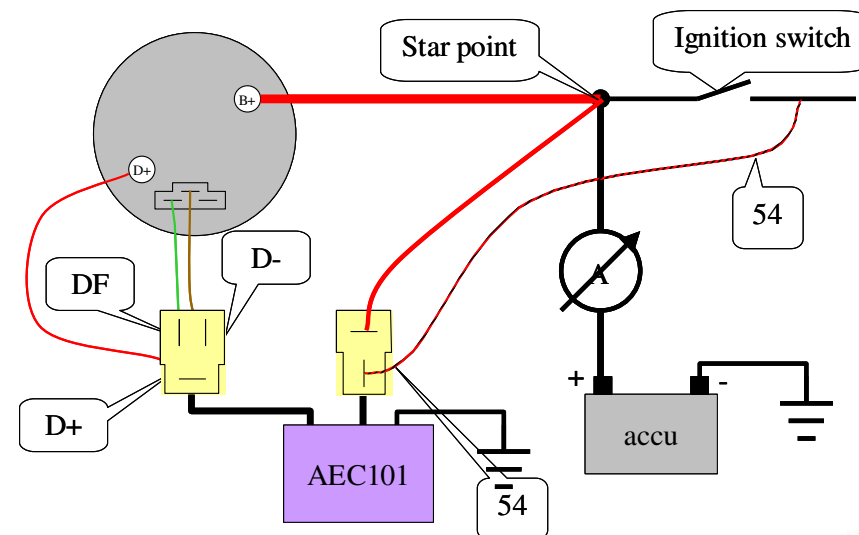 Star point
Ignition switch
B+
D+
54
D-
DF
A
+
-
D+
accu
AEC101
54